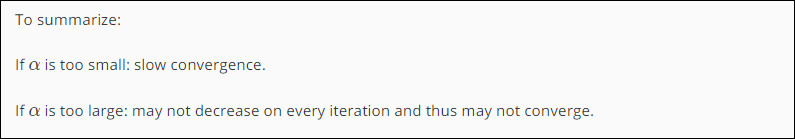 To summarize:
If α is too small: slow convergence.
If α is too large: may not decrease on every iteration and thus may not converge.